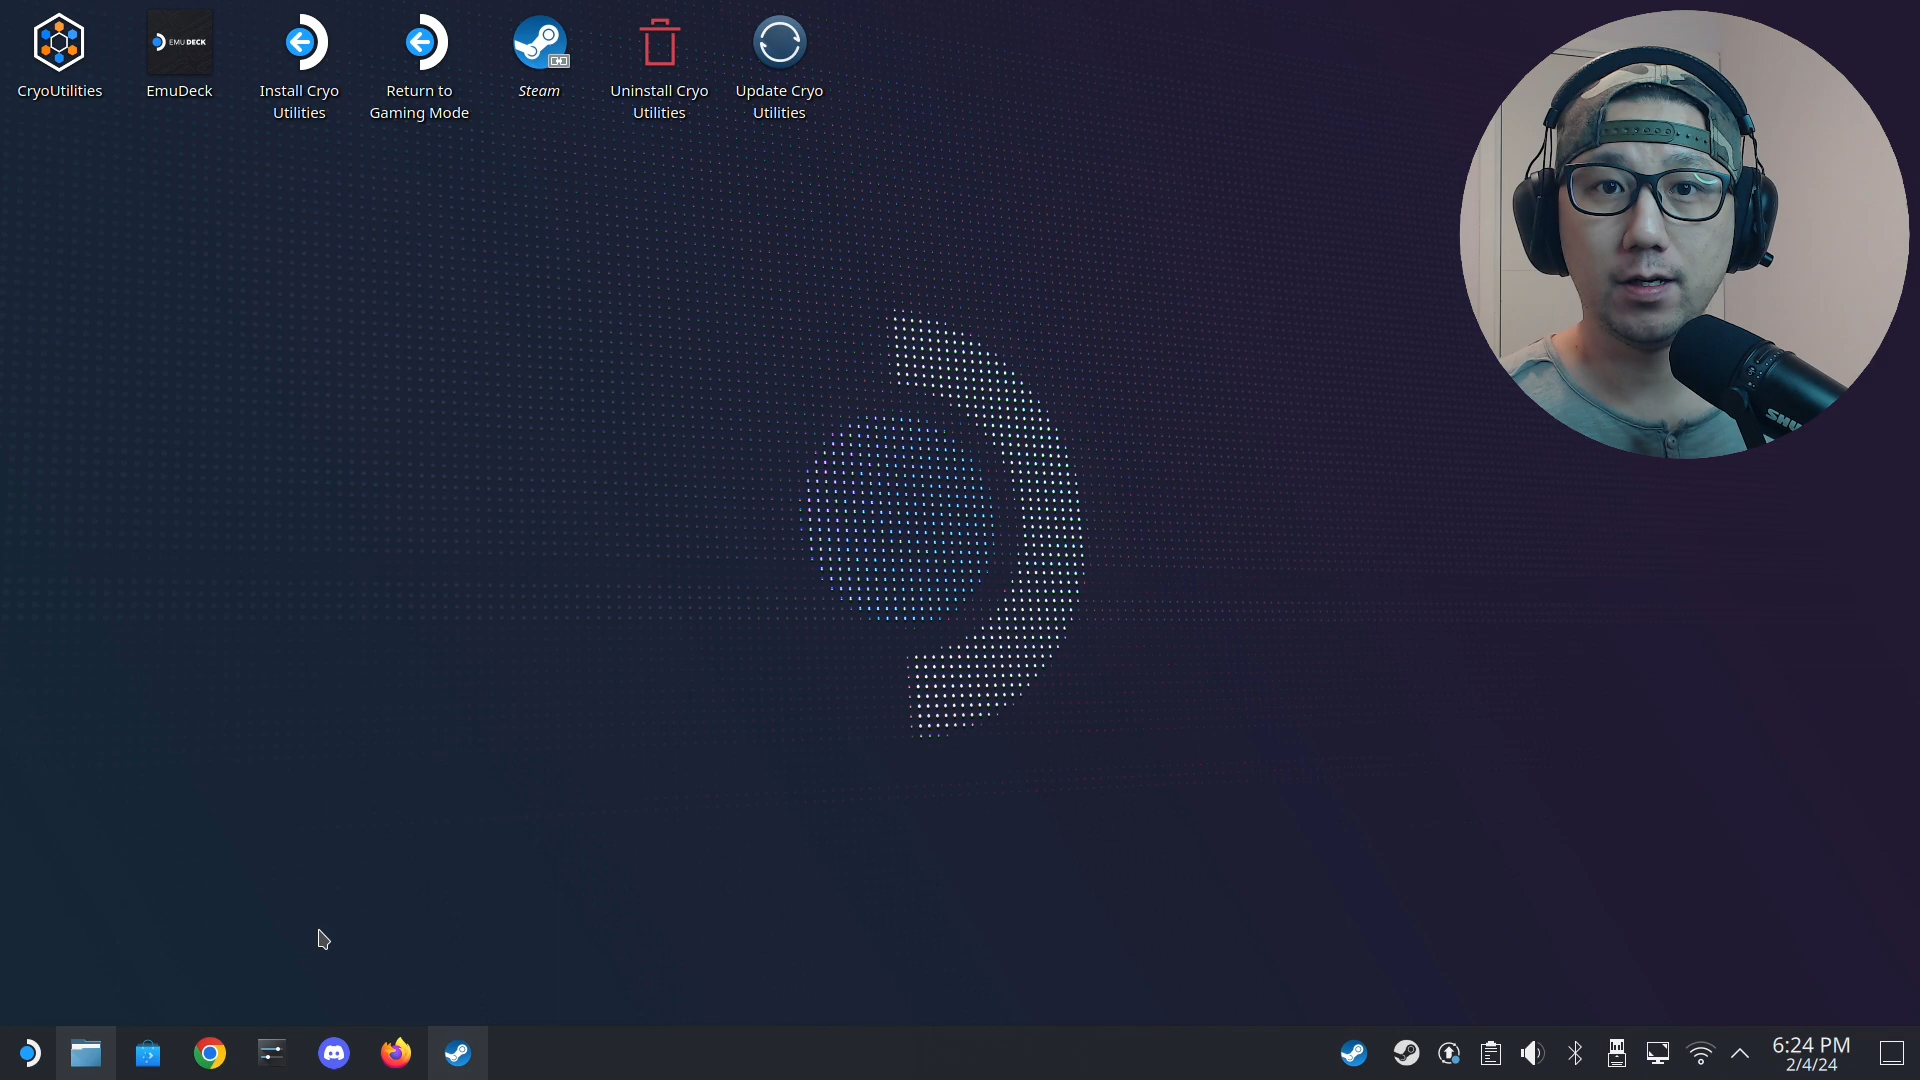 CryoUtilities
EMUDECK
EmuDeck
Install Cryo
Utilities
Return to
Gaming Mode
Steam
Uninstall Cryo
Utilities
Update Cryo
Utilities
6:24 PM
2/4/24